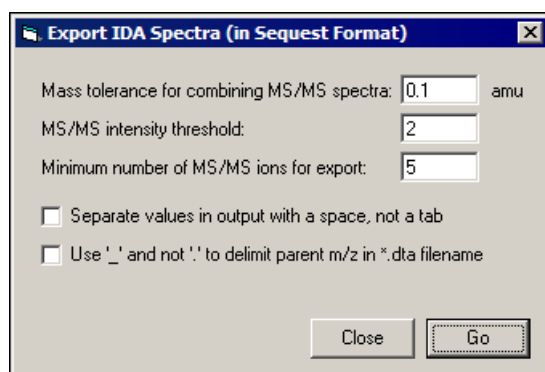 Export IDA Spectra (in Sequest Format)
Mass tolerance for combining MS/MS spectra: 0.1 amu
MS/MS intensity threshold: 2
Minimum number of MS/MS ions for export: 5
Separate values in output with a space, not a tab
Use '_' and not '.' to delimit parent m/z in *.dta filename
Close Go